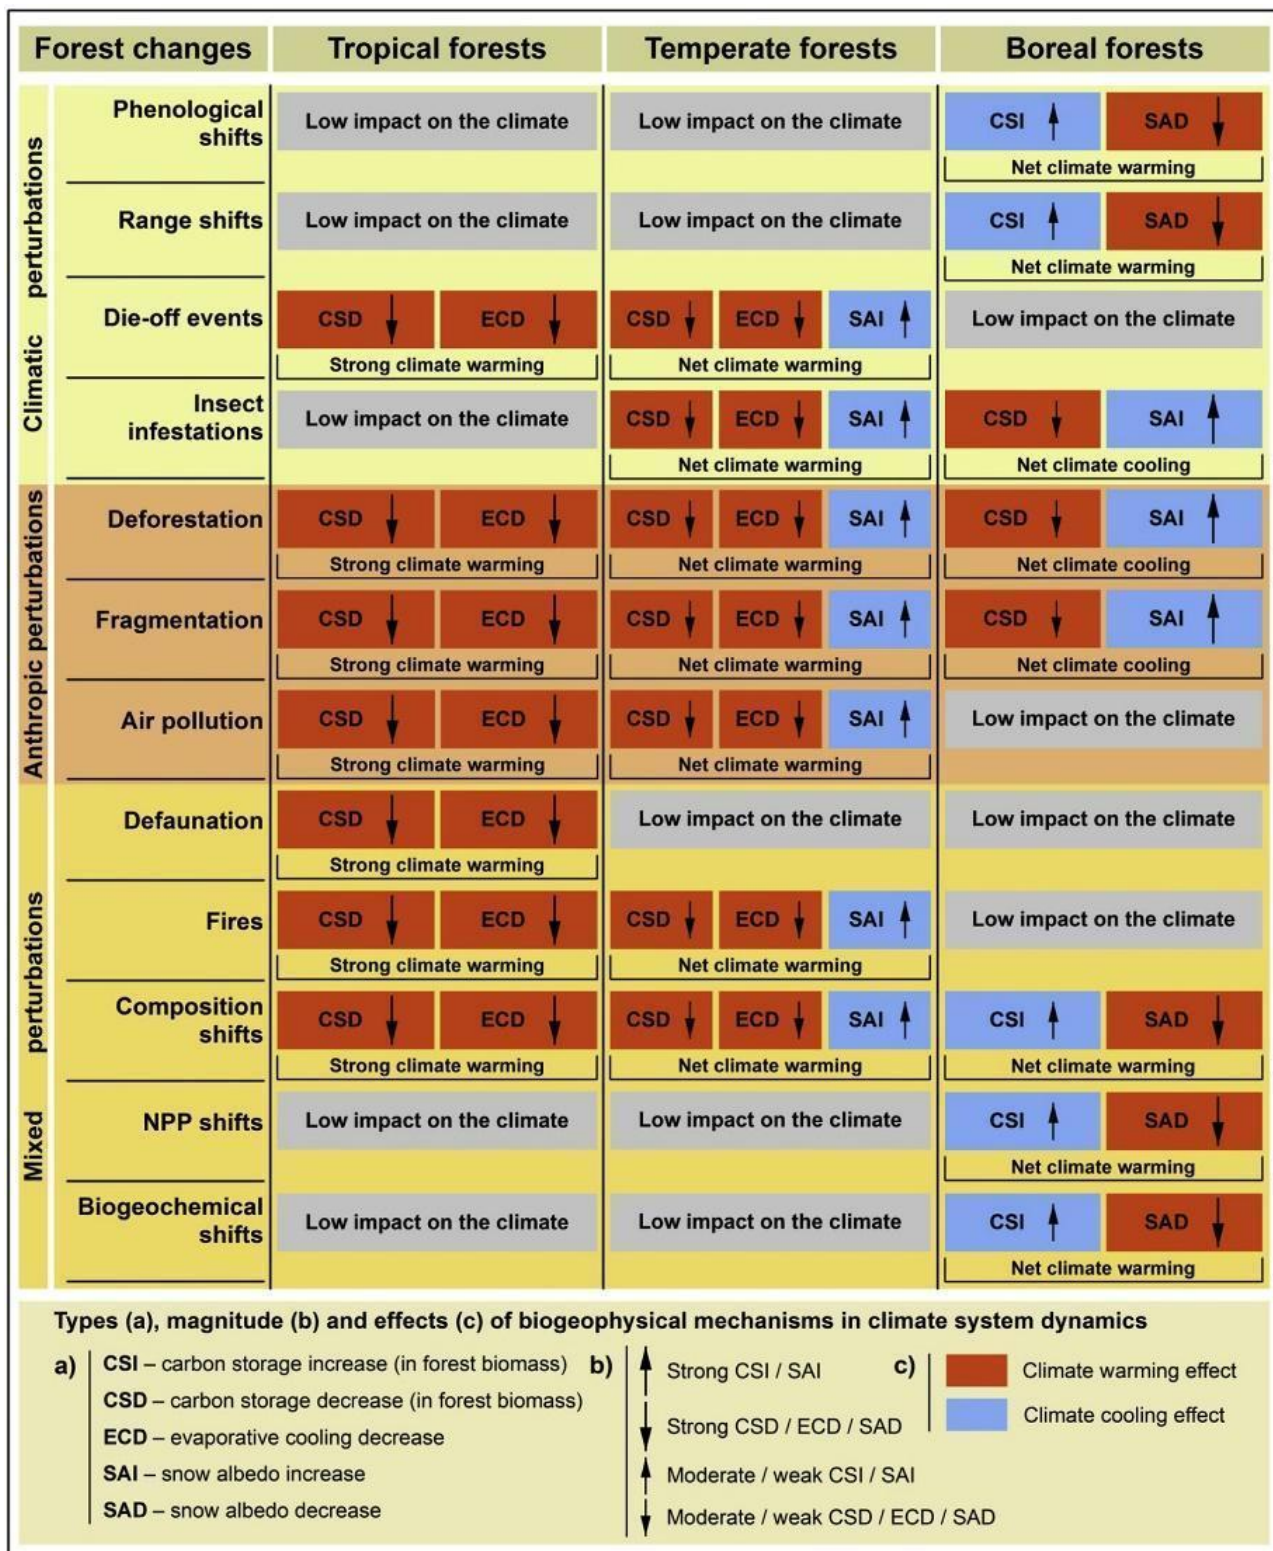 Forest changes
Tropical forests
Temperate forests
Boreal forests
Climatic perturbations
Phenological
shifts
Low impact on the climate
Low impact on the climate
CSI
SAD
Net climate warming
Range shifts
Low impact on the climate
Low impact on the climate
CSI
SAD
Net climate warming
Die-off events
CSD
ECD
Strong climate warming
CSD
ECD
SAI
Net climate warming
Low impact on the climate
Insect
infestations
Low impact on the climate
CSD
ECD
SAI
Net climate warming
CSD
SAI
Net climate cooling
Anthropic perturbations
Deforestation
CSD
ECD
Strong climate warming
CSD
ECD
SAI
Net climate warming
CSD
SAI
Net climate cooling
Fragmentation
CSD
ECD
Strong climate warming
CSD
ECD
SAI
Net climate warming
CSD
SAI
Net climate cooling
Air pollution
CSD
ECD
Strong climate warming
CSD
ECD
SAI
Net climate warming
Low impact on the climate
Mixed perturbations
Defaunation
CSD
ECD
Strong climate warming
Low impact on the climate
Low impact on the climate
Fires
CSD
ECD
Strong climate warming
CSD
ECD
SAI
Net climate warming
Low impact on the climate
Composition
shifts
CSD
ECD
Strong climate warming
CSD
ECD
SAI
Net climate warming
CSI
SAD
Net climate warming
NPP shifts
Low impact on the climate
Low impact on the climate
CSI
SAD
Net climate warming
Biogeochemical
shifts
Low impact on the climate
Low impact on the climate
CSI
SAD
Net climate warming
Types (a), magnitude (b) and effects (c) of biogeophysical mechanisms in climate system dynamics
a)
CSI – carbon storage increase (in forest biomass)
CSD – carbon storage decrease (in forest biomass)
ECD – evaporative cooling decrease
SAI – snow albedo increase
SAD – snow albedo decrease
b)
Strong CSI / SAI
Strong CSD / ECD / SAD
Moderate / weak CSI / SAI
Moderate / weak CSD / ECD / SAD
c)
Climate warming effect
Climate cooling effect